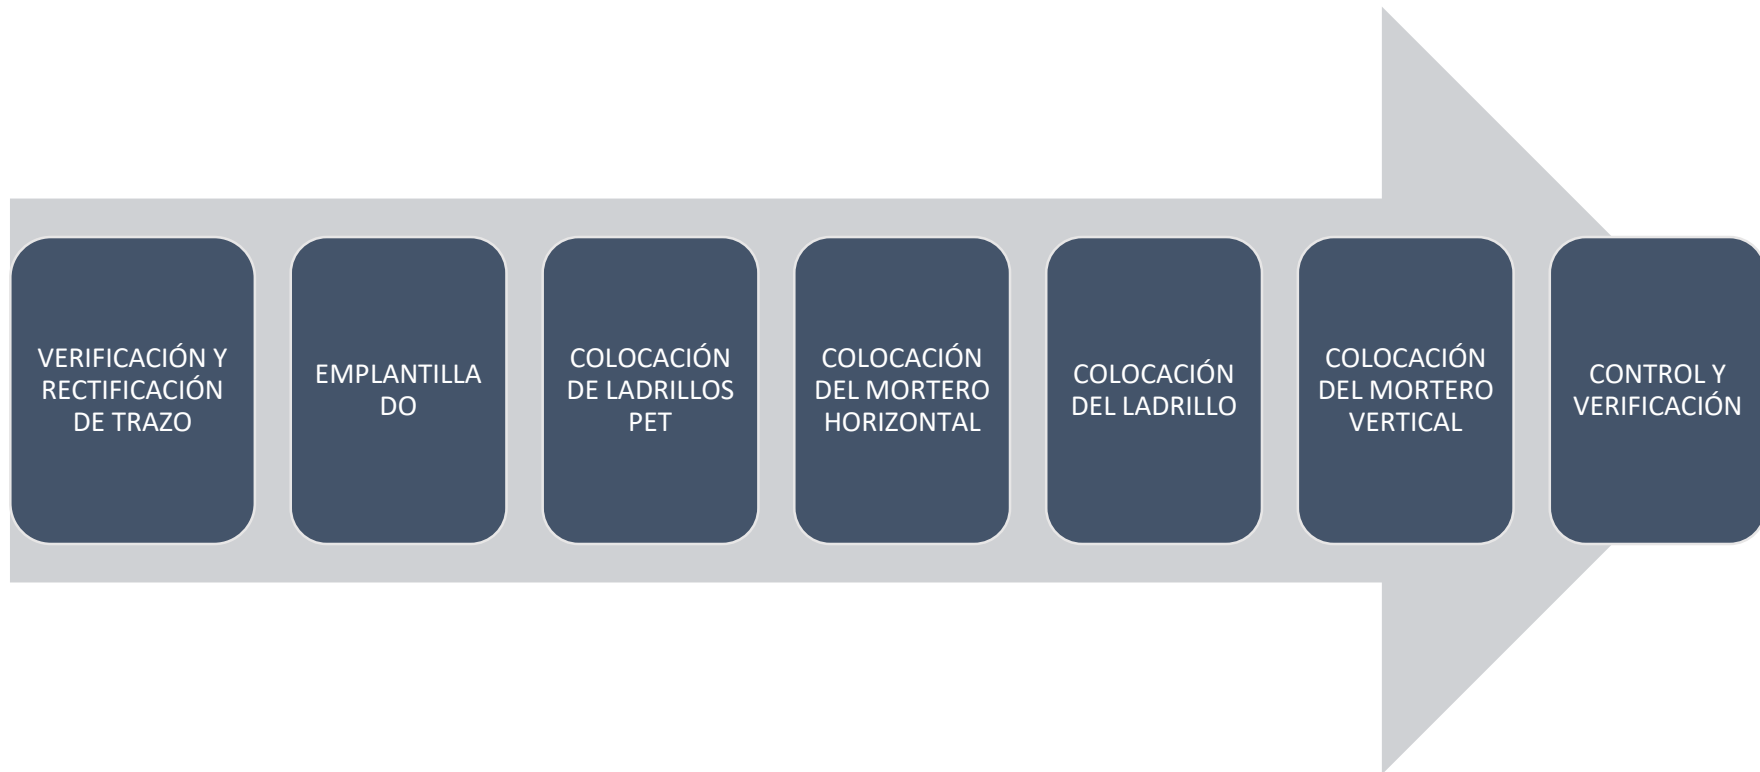 VERIFICACIÓN Y
RECTIFICACIÓN
DE TRAZO
EMPLANTILLA
DO
COLOCACIÓN
DE LADRILLOS
PET
COLOCACIÓN
DEL MORTERO
HORIZONTAL
COLOCACIÓN
DEL LADRILLO
COLOCACIÓN
DEL MORTERO
VERTICAL
CONTROL Y
VERIFICACIÓN